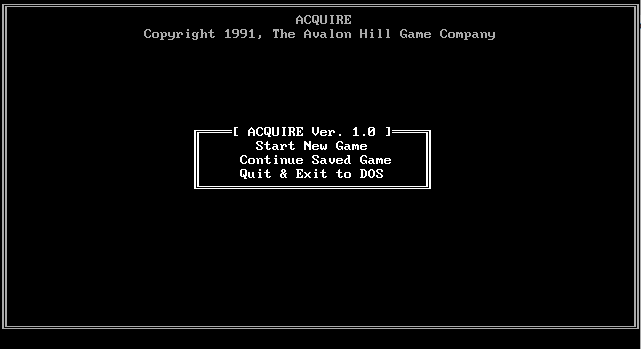 ACQUIRE
Copyright 1991, The Avalon Hill Game Company
[ ACQUIRE Ver. 1.0 ]
Start New Game
Continue Saved Game
Quit & Exit to DOS